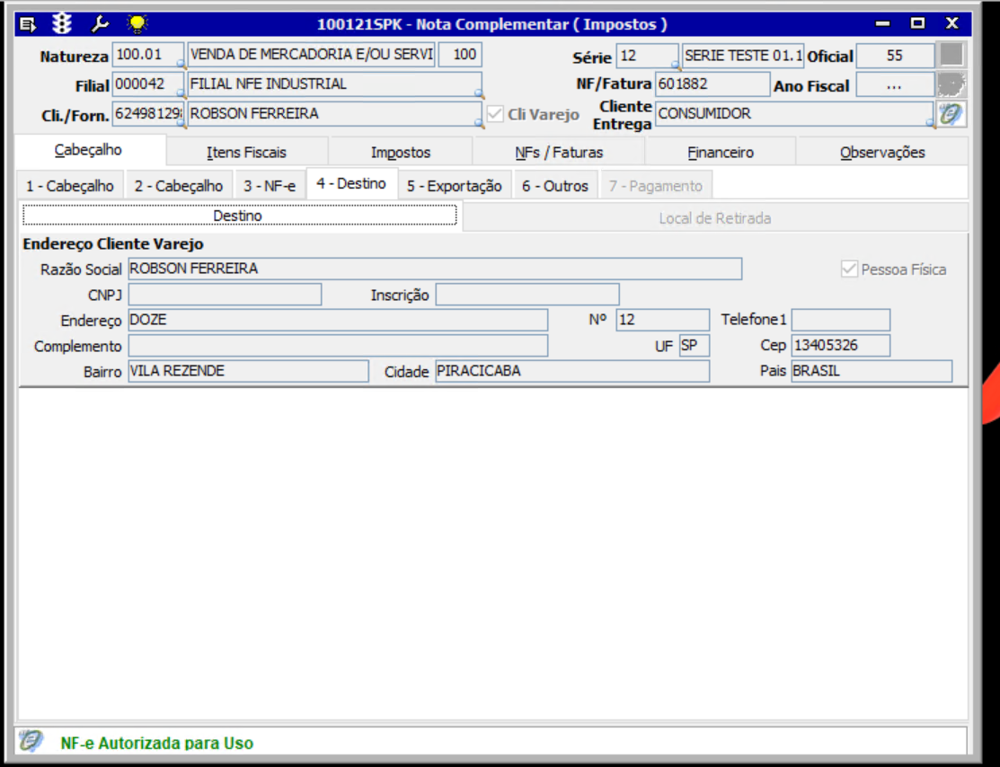 100121SPK - Nota Complementar ( Impostos )
Natureza 100.01 VENDA DE MERCADORIA E/OU SERVI 100 Série 12 SERIE TESTE 01.1 Oficial 55
Filial 000042 FILIAL NFE INDUSTRIAL NF/Fatura 601882 Ano Fiscal ...
Cli./Forn. 62498129 ROBSON FERREIRA Cli Varejo Cliente Entrega CONSUMIDOR
Cabeçalho Itens Fiscais Impostos NFs / Faturas Financeiro Observações
1 - Cabeçalho 2 - Cabeçalho 3 - NF-e 4 - Destino 5 - Exportação 6 - Outros 7 - Pagamento
Destino Local de Retirada
Endereço Cliente Varejo
Razão Social ROBSON FERREIRA Pessoa Física
CNPJ Inscrição
Endereço DOZE Nº 12 Telefone1
Complemento UF SP Cep 13405326
Bairro VILA REZENDE Cidade PIRACICABA Pais BRASIL
NF-e Autorizada para Uso